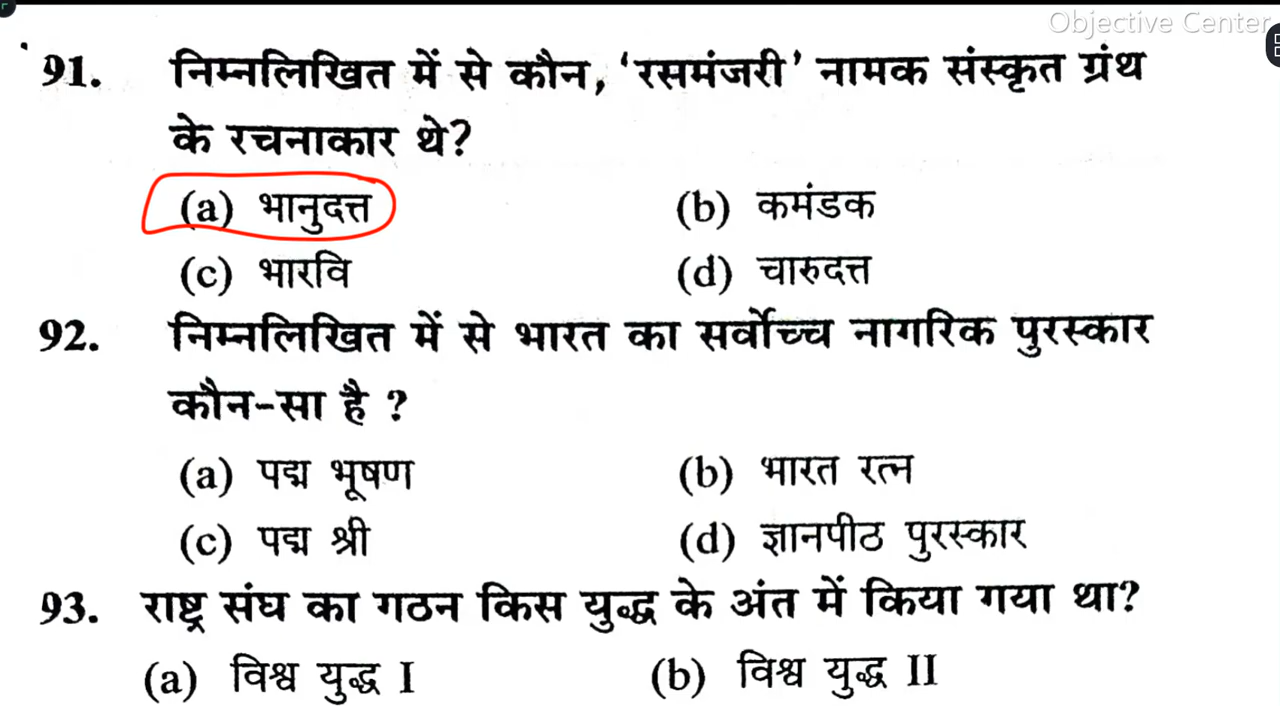 Objective Center
91. निम्नलिखित में से कौन, ‘रसमंजरी’ नामक संस्कृत ग्रंथ
के रचनाकार थे?
(a) भानुदत्त (b) कमंडक
(c) भारवि (d) चारुदत्त
92. निम्नलिखित में से भारत का सर्वोच्च नागरिक पुरस्कार
कौन-सा है ?
(a) पद्म भूषण (b) भारत रत्न
(c) पद्म श्री (d) ज्ञानपीठ पुरस्कार
93. राष्ट्र संघ का गठन किस युद्ध के अंत में किया गया था?
(a) विश्व युद्ध I (b) विश्व युद्ध II